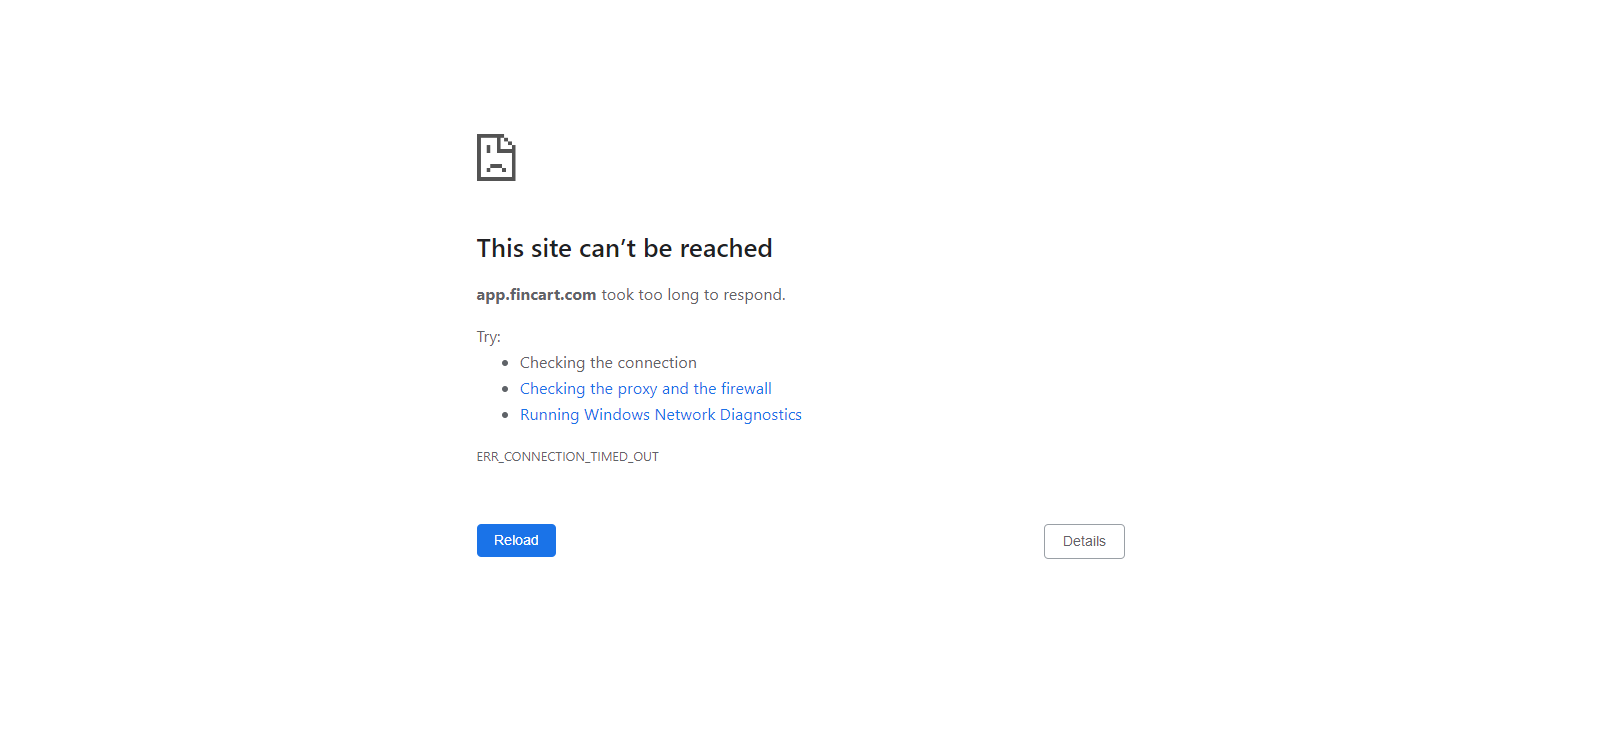 This site can’t be reached
app.fincart.com took too long to respond.
Try:
Checking the connection
Checking the proxy and the firewall
Running Windows Network Diagnostics
ERR_CONNECTION_TIMED_OUT
Reload
Details